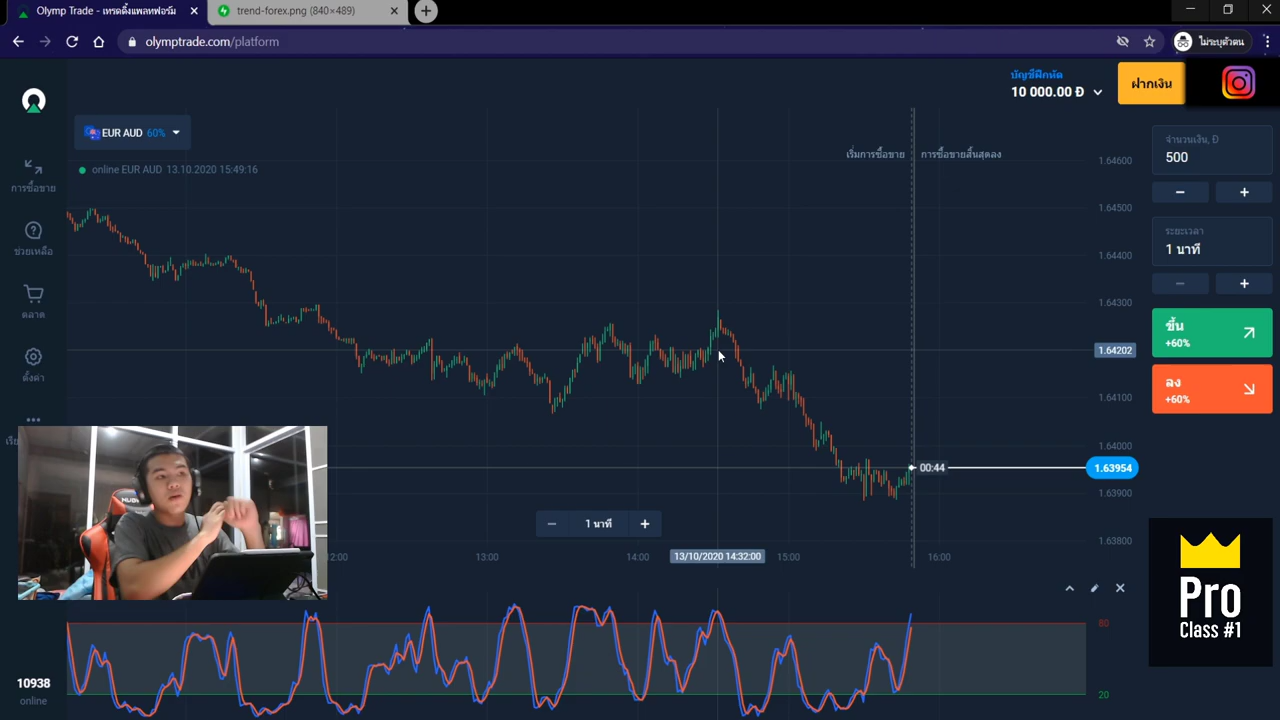 Olymp Trade - เทรดดิ้งแพลทฟอร์ม
trend-forex.png (840×489)
olymptrade.com/platform
ไม่ระบุตัวตน
บัญชีฝึกหัด
10 000.00 Đ
ฝากเงิน
EUR AUD 60%
online EUR AUD 13.10.2020 15:49:16
เริ่มการซื้อขาย
การซื้อขายสิ้นสุดลง
การซื้อขาย
ช่วยเหลือ
ตลาด
ตั้งค่า
1.64600
1.64500
1.64400
1.64300
1.64202
1.64100
1.64000
1.63954
1.63900
1.63800
จำนวนเงิน, Đ
500
ระยะเวลา
1 นาที
ขึ้น
+60%
ลง
+60%
00:44
1 นาที
12:00
13:00
14:00
13/10/2020 14:32:00
15:00
16:00
80
20
10938
online
Pro
Class #1